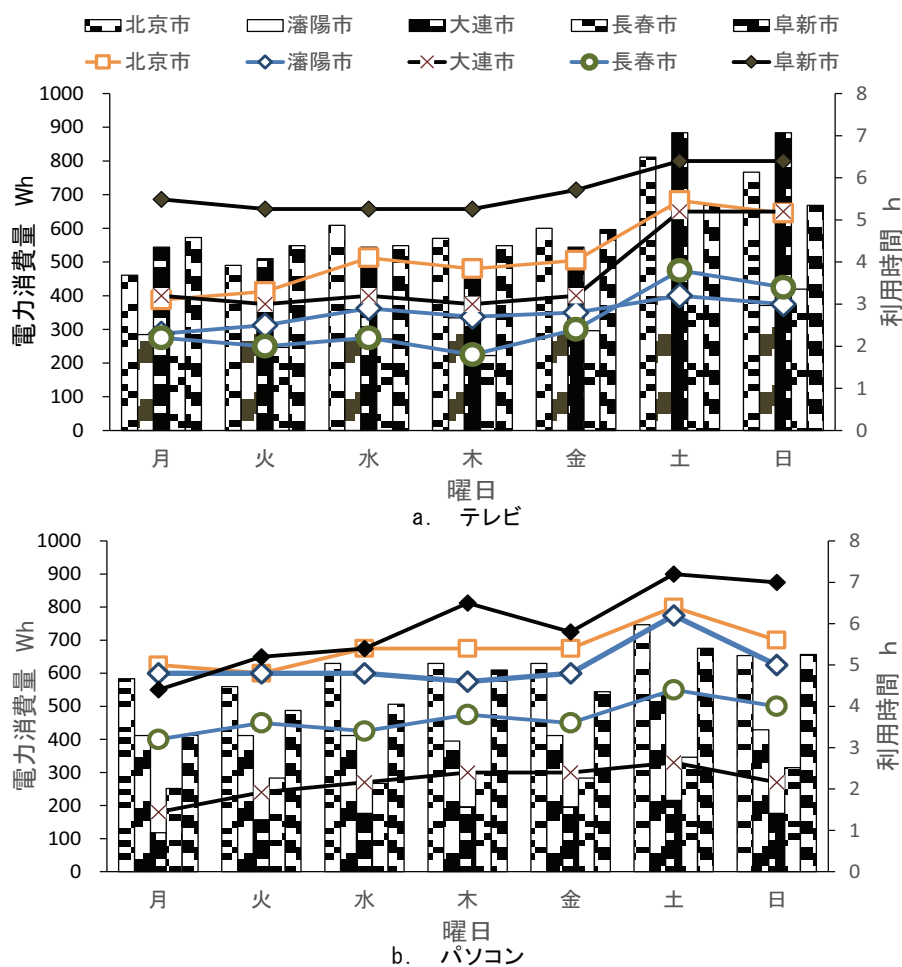 北京市 瀋陽市 大連市 長春市 阜新市
北京市 瀋陽市 大連市 長春市 阜新市
1000 900 800 700 600 500 400 300 200 100 0
電力消費量 Wh
8 7 6 5 4 3 2 1 0
利用時間 h
月 火 水 木 金 土 日
曜日
a. テレビ
1000 900 800 700 600 500 400 300 200 100 0
電力消費量 Wh
8 7 6 5 4 3 2 1 0
利用時間 h
月 火 水 木 金 土 日
曜日
b. パソコン